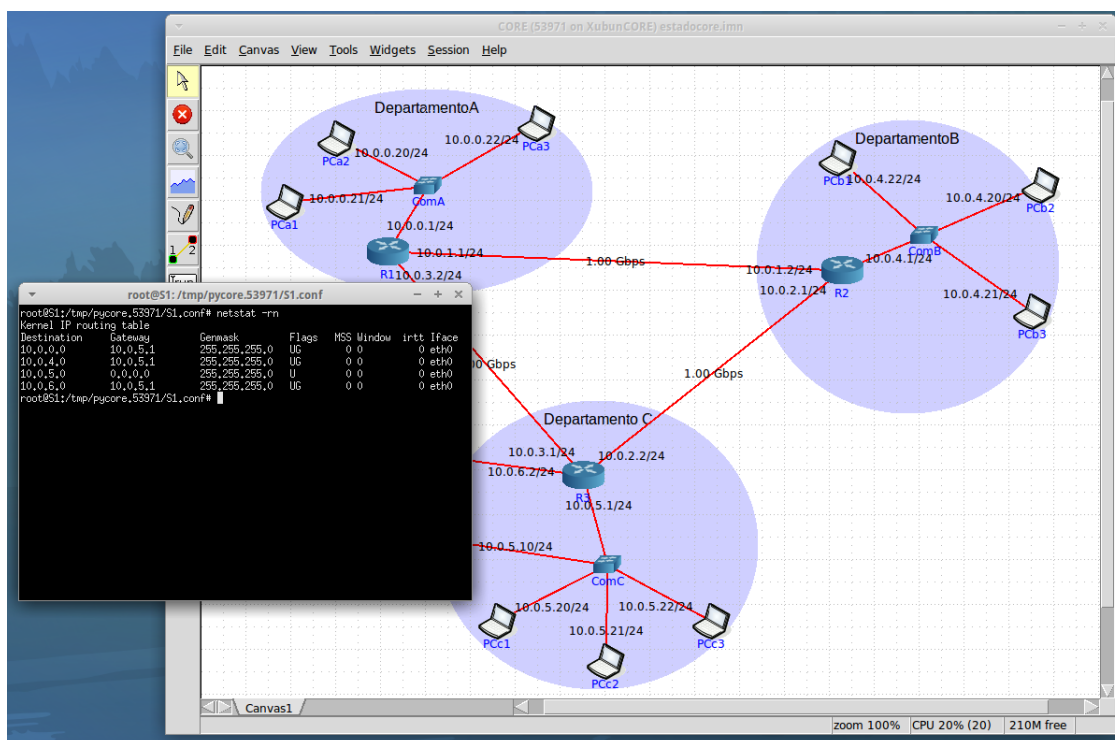 CORE (53971 on XubunCORE) estadocore.imn
File Edit Canvas View Tools Widgets Session Help
DepartamentoA
PCa2
10.0.0.20/24
10.0.0.22/24
PCa3
10.0.0.21/24
PCa1
ComA
10.0.0.1/24
10.0.1.1/24
R1
10.0.3.2/24
1.00 Gbps
DepartamentoB
PCb1
10.0.4.22/24
10.0.4.20/24
PCb2
ComB
10.0.4.1/24
10.0.1.2/24
10.0.2.1/24
R2
10.0.4.21/24
PCb3
1 2
root@S1: /tmp/pycore.53971/S1.conf
root@S1:/tmp/pycore.53971/S1.conf# netstat -rn
Kernel IP routing table
Destination Gateway Genmask Flags MSS Window irtt Iface
10.0.0.0 10.0.5.1 255.255.255.0 UG 0 0 0 eth0
10.0.4.0 10.0.5.1 255.255.255.0 UG 0 0 0 eth0
10.0.5.0 0.0.0.0 255.255.255.0 U 0 0 0 eth0
10.0.6.0 10.0.5.1 255.255.255.0 UG 0 0 0 eth0
root@S1:/tmp/pycore.53971/S1.conf#
0 Gbps
1.00 Gbps
Departamento C
10.0.3.1/24
10.0.2.2/24
10.0.6.2/24
R3
10.0.5.1/24
10.0.5.10/24
ComC
10.0.5.20/24
10.0.5.22/24
10.0.5.21/24
PCc1
PCc3
PCc2
Canvas1
zoom 100% CPU 20% (20) 210M free